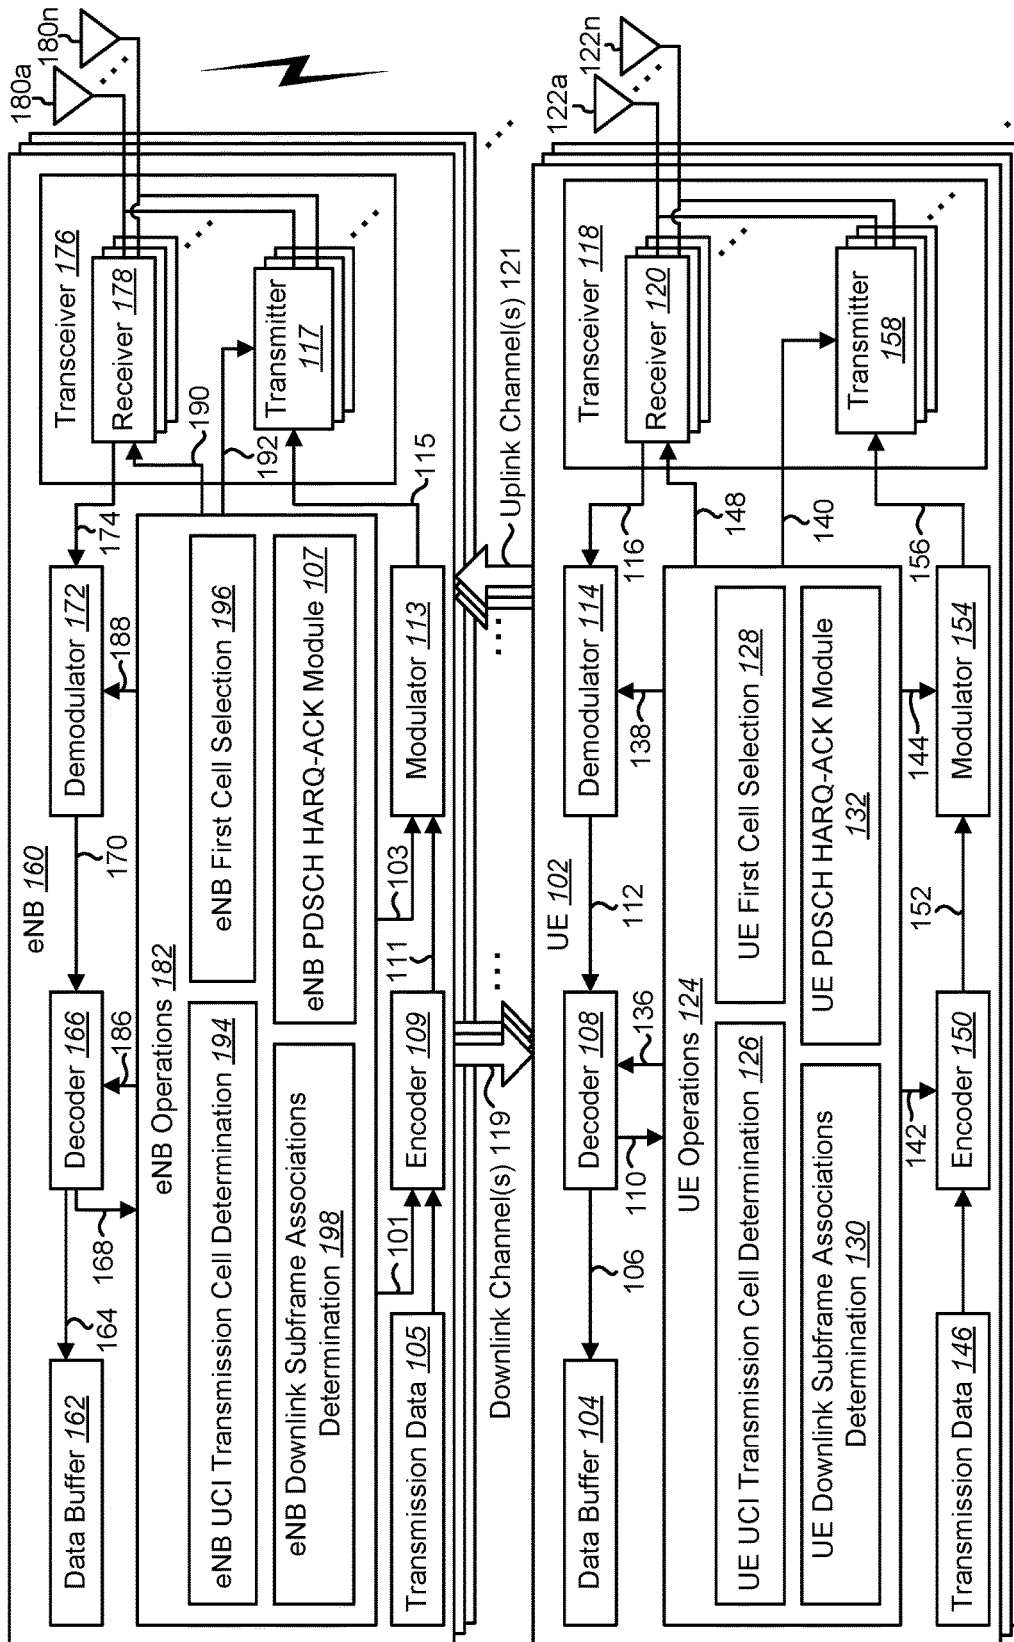 180a
180n
eNB 160
Data Buffer 162
164
168
Decoder 166
186
170
Demodulator 172
188
174
Transceiver 176
Receiver 178
190
192
Transmitter
117
eNB Operations 182
eNB UCI Transmission Cell Determination 194
eNB First Cell Selection 196
eNB Downlink Subframe Associations
Determination 198
eNB PDSCH HARQ-ACK Module 107
101
103
Transmission Data 105
Encoder 109
111
Modulator 113
115
Downlink Channel(s) 119
Uplink Channel(s) 121
122a
122n
UE 102
Data Buffer 104
106
110
Decoder 108
136
112
Demodulator 114
138
116
Transceiver 118
Receiver 120
148
140
Transmitter
158
UE Operations 124
UE UCI Transmission Cell Determination 126
UE First Cell Selection 128
UE Downlink Subframe Associations
Determination 130
UE PDSCH HARQ-ACK Module
132
142
144
Transmission Data 146
Encoder 150
152
Modulator 154
156